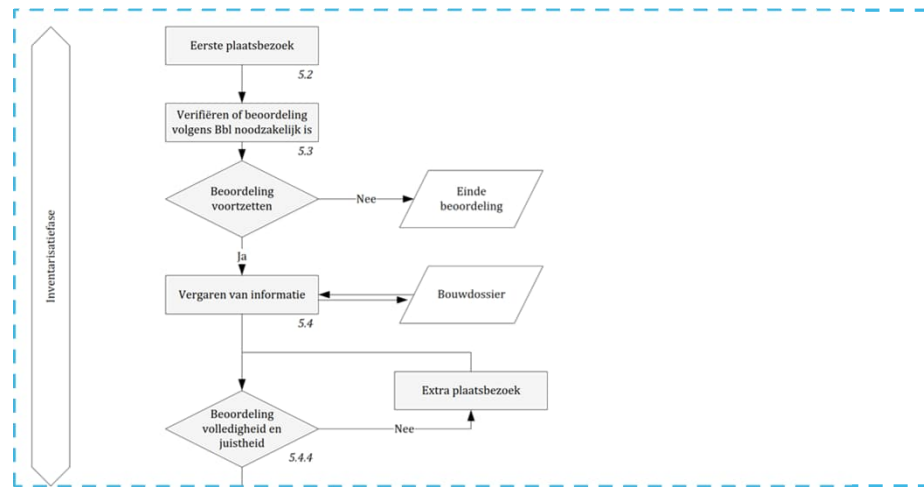 Inventarisatiefase
Eerste plaatsbezoek
5.2
Verifiëren of beoordeling
volgens Bbl noodzakelijk is
5.3
Beoordeling
voortzetten
Nee
Einde
beoordeling
Ja
Vergaren van informatie
Bouwdossier
5.4
Extra plaatsbezoek
Beoordeling
volledigheid en
juistheid
Nee
5.4.4